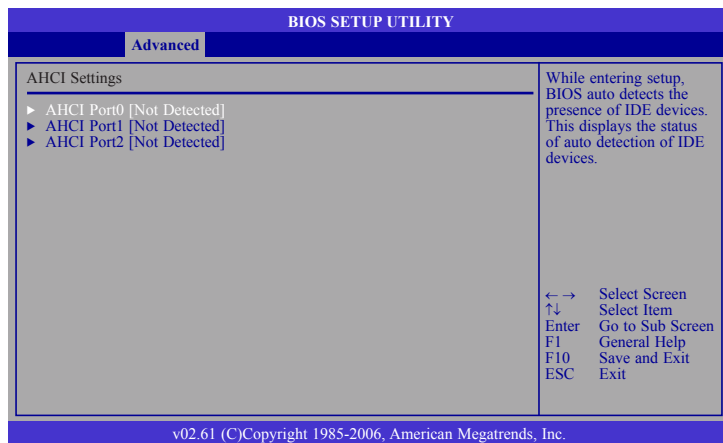 BIOS SETUP UTILITY
Advanced
AHCI Settings
► AHCI Port0 [Not Detected]
► AHCI Port1 [Not Detected]
► AHCI Port2 [Not Detected]
While entering setup,
BIOS auto detects the
presence of IDE devices.
This displays the status
of auto detection of IDE
devices.
←→ Select Screen
↑↓ Select Item
Enter Go to Sub Screen
F1 General Help
F10 Save and Exit
ESC Exit
v02.61 (C)Copyright 1985-2006, American Megatrends, Inc.